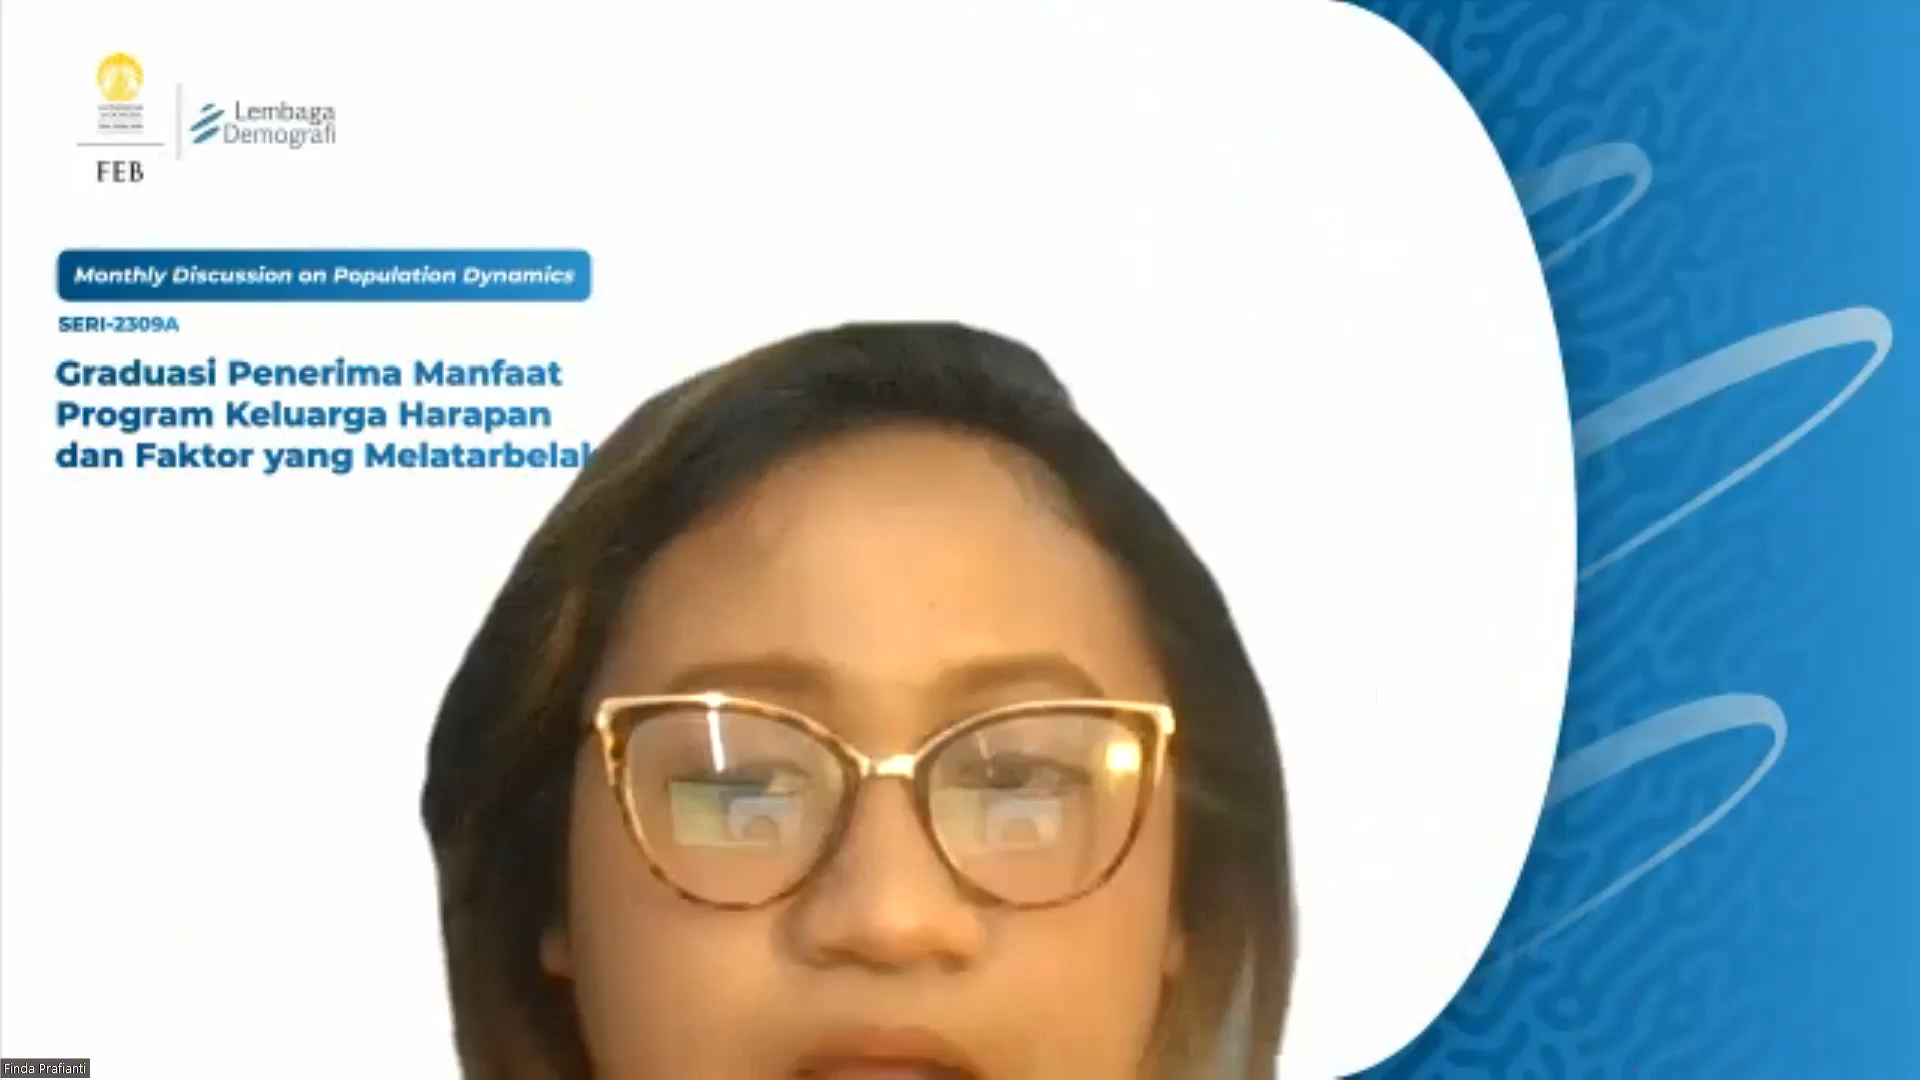 Lembaga
Demografi
FEB
Monthly Discussion on Population Dynamics
SERI-2309A
Graduasi Penerima Manfaat
Program Keluarga Harapan
dan Faktor yang Melatarbelak
Finda Prafianti